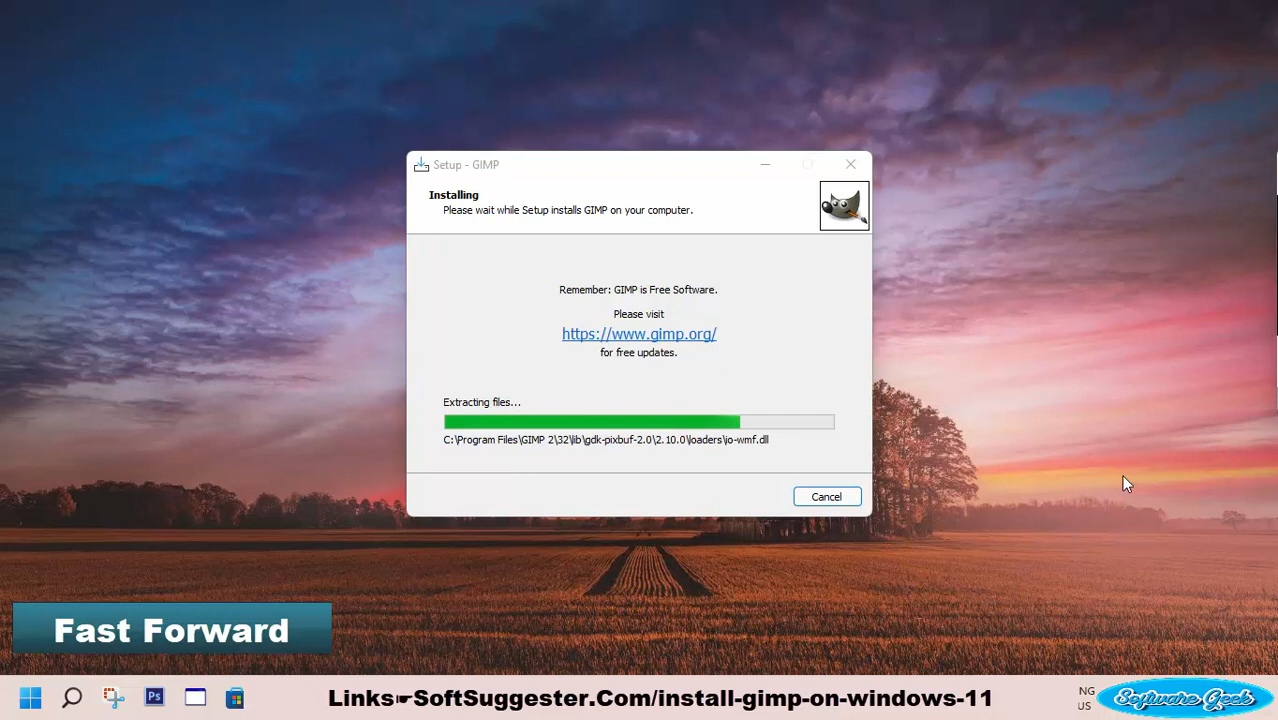 Setup - GIMP
Installing
Please wait while Setup installs GIMP on your computer.
Remember: GIMP is Free Software.
Please visit
https://www.gimp.org/
for free updates.
Extracting files...
C:\Program Files\GIMP 2\32\lib\gdk-pixbuf-2.0\2.10.0\loaders\io-wmf.dll
Cancel
Fast Forward
Ps
Links☛SoftSuggester.Com/install-gimp-on-windows-11
NG
US
Software Geek